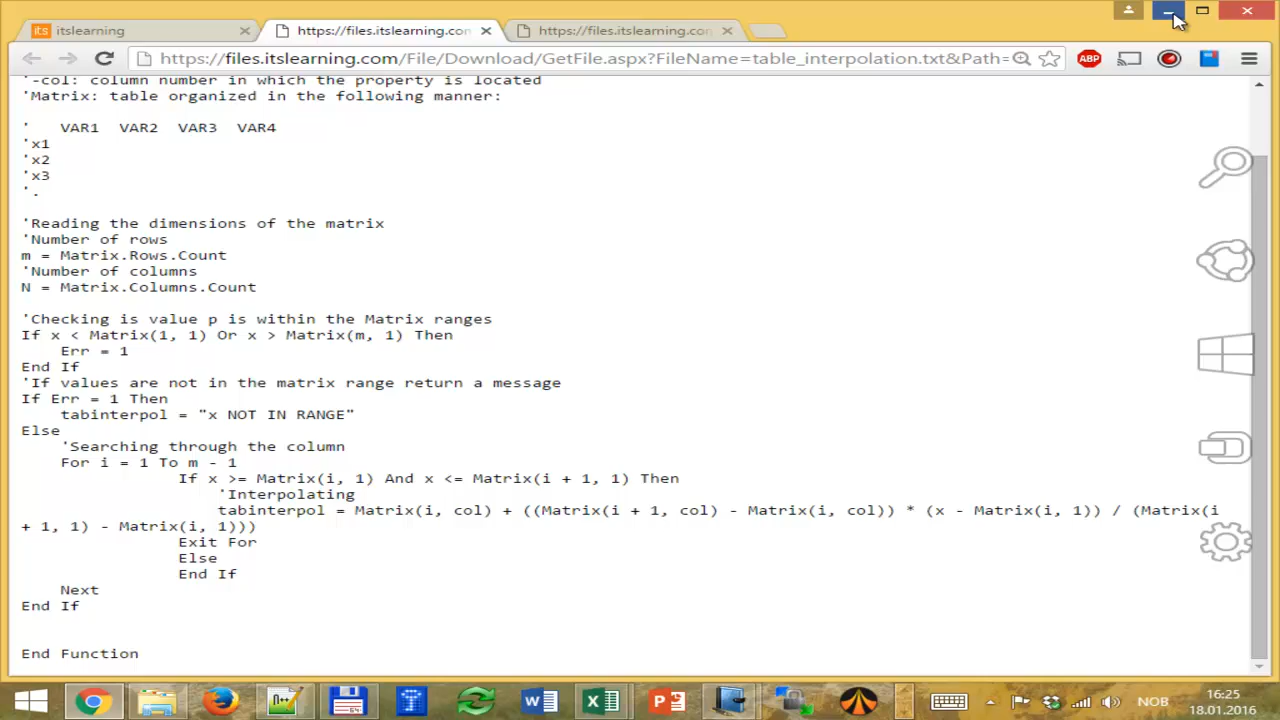 its itslearning
https://files.itslearning.con
https://files.itslearning.con
https://files.itslearning.com/File/Download/GetFile.aspx?FileName=table_interpolation.txt&Path=
ABP
'-col: column number in which the property is located
'Matrix: table organized in the following manner:
' VAR1 VAR2 VAR3 VAR4
'x1
'x2
'x3
'.
'Reading the dimensions of the matrix
'Number of rows
m = Matrix.Rows.Count
'Number of columns
N = Matrix.Columns.Count
'Checking is value p is within the Matrix ranges
If x < Matrix(1, 1) Or x > Matrix(m, 1) Then
Err = 1
End If
'If values are not in the matrix range return a message
If Err = 1 Then
tabinterpol = "x NOT IN RANGE"
Else
'Searching through the column
For i = 1 To m - 1
If x >= Matrix(i, 1) And x <= Matrix(i + 1, 1) Then
'Interpolating
tabinterpol = Matrix(i, col) + ((Matrix(i + 1, col) - Matrix(i, col)) * (x - Matrix(i, 1)) / (Matrix(i
+ 1, 1) - Matrix(i, 1)))
Exit For
Else
End If
Next
End If
End Function
NOB
16:25
18.01.2016